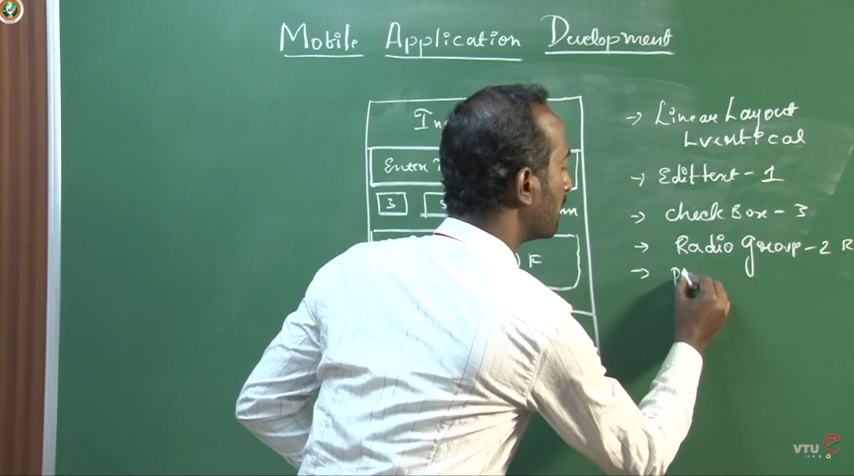 Mobile Application Development
→ Linear Layout
Lvertical
→ Edittext - 1
→ Check Box - 3
→ Radio group - 2 R
→
Enter
3
F
VTU e